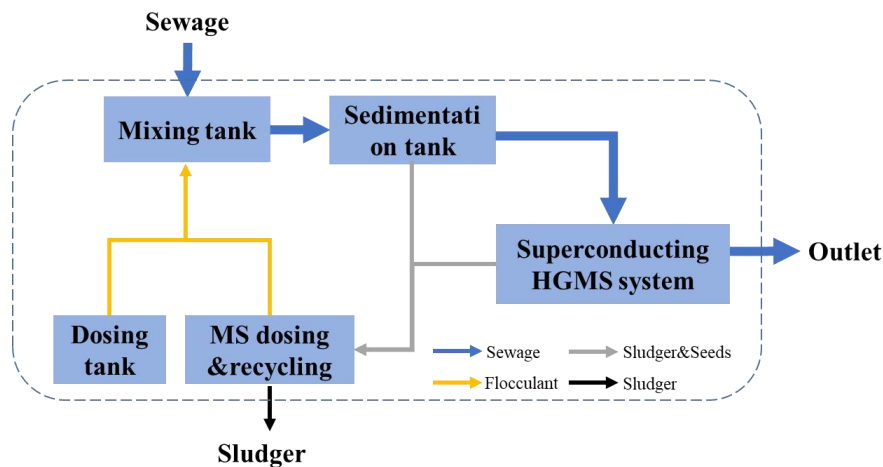 Sewage
Mixing tank
Sedimentati
on tank
Superconducting
HGMS system
Outlet
Dosing
tank
MS dosing
&recycling
Sewage
Sludger&Seeds
Flocculant
Sludger
Sludger